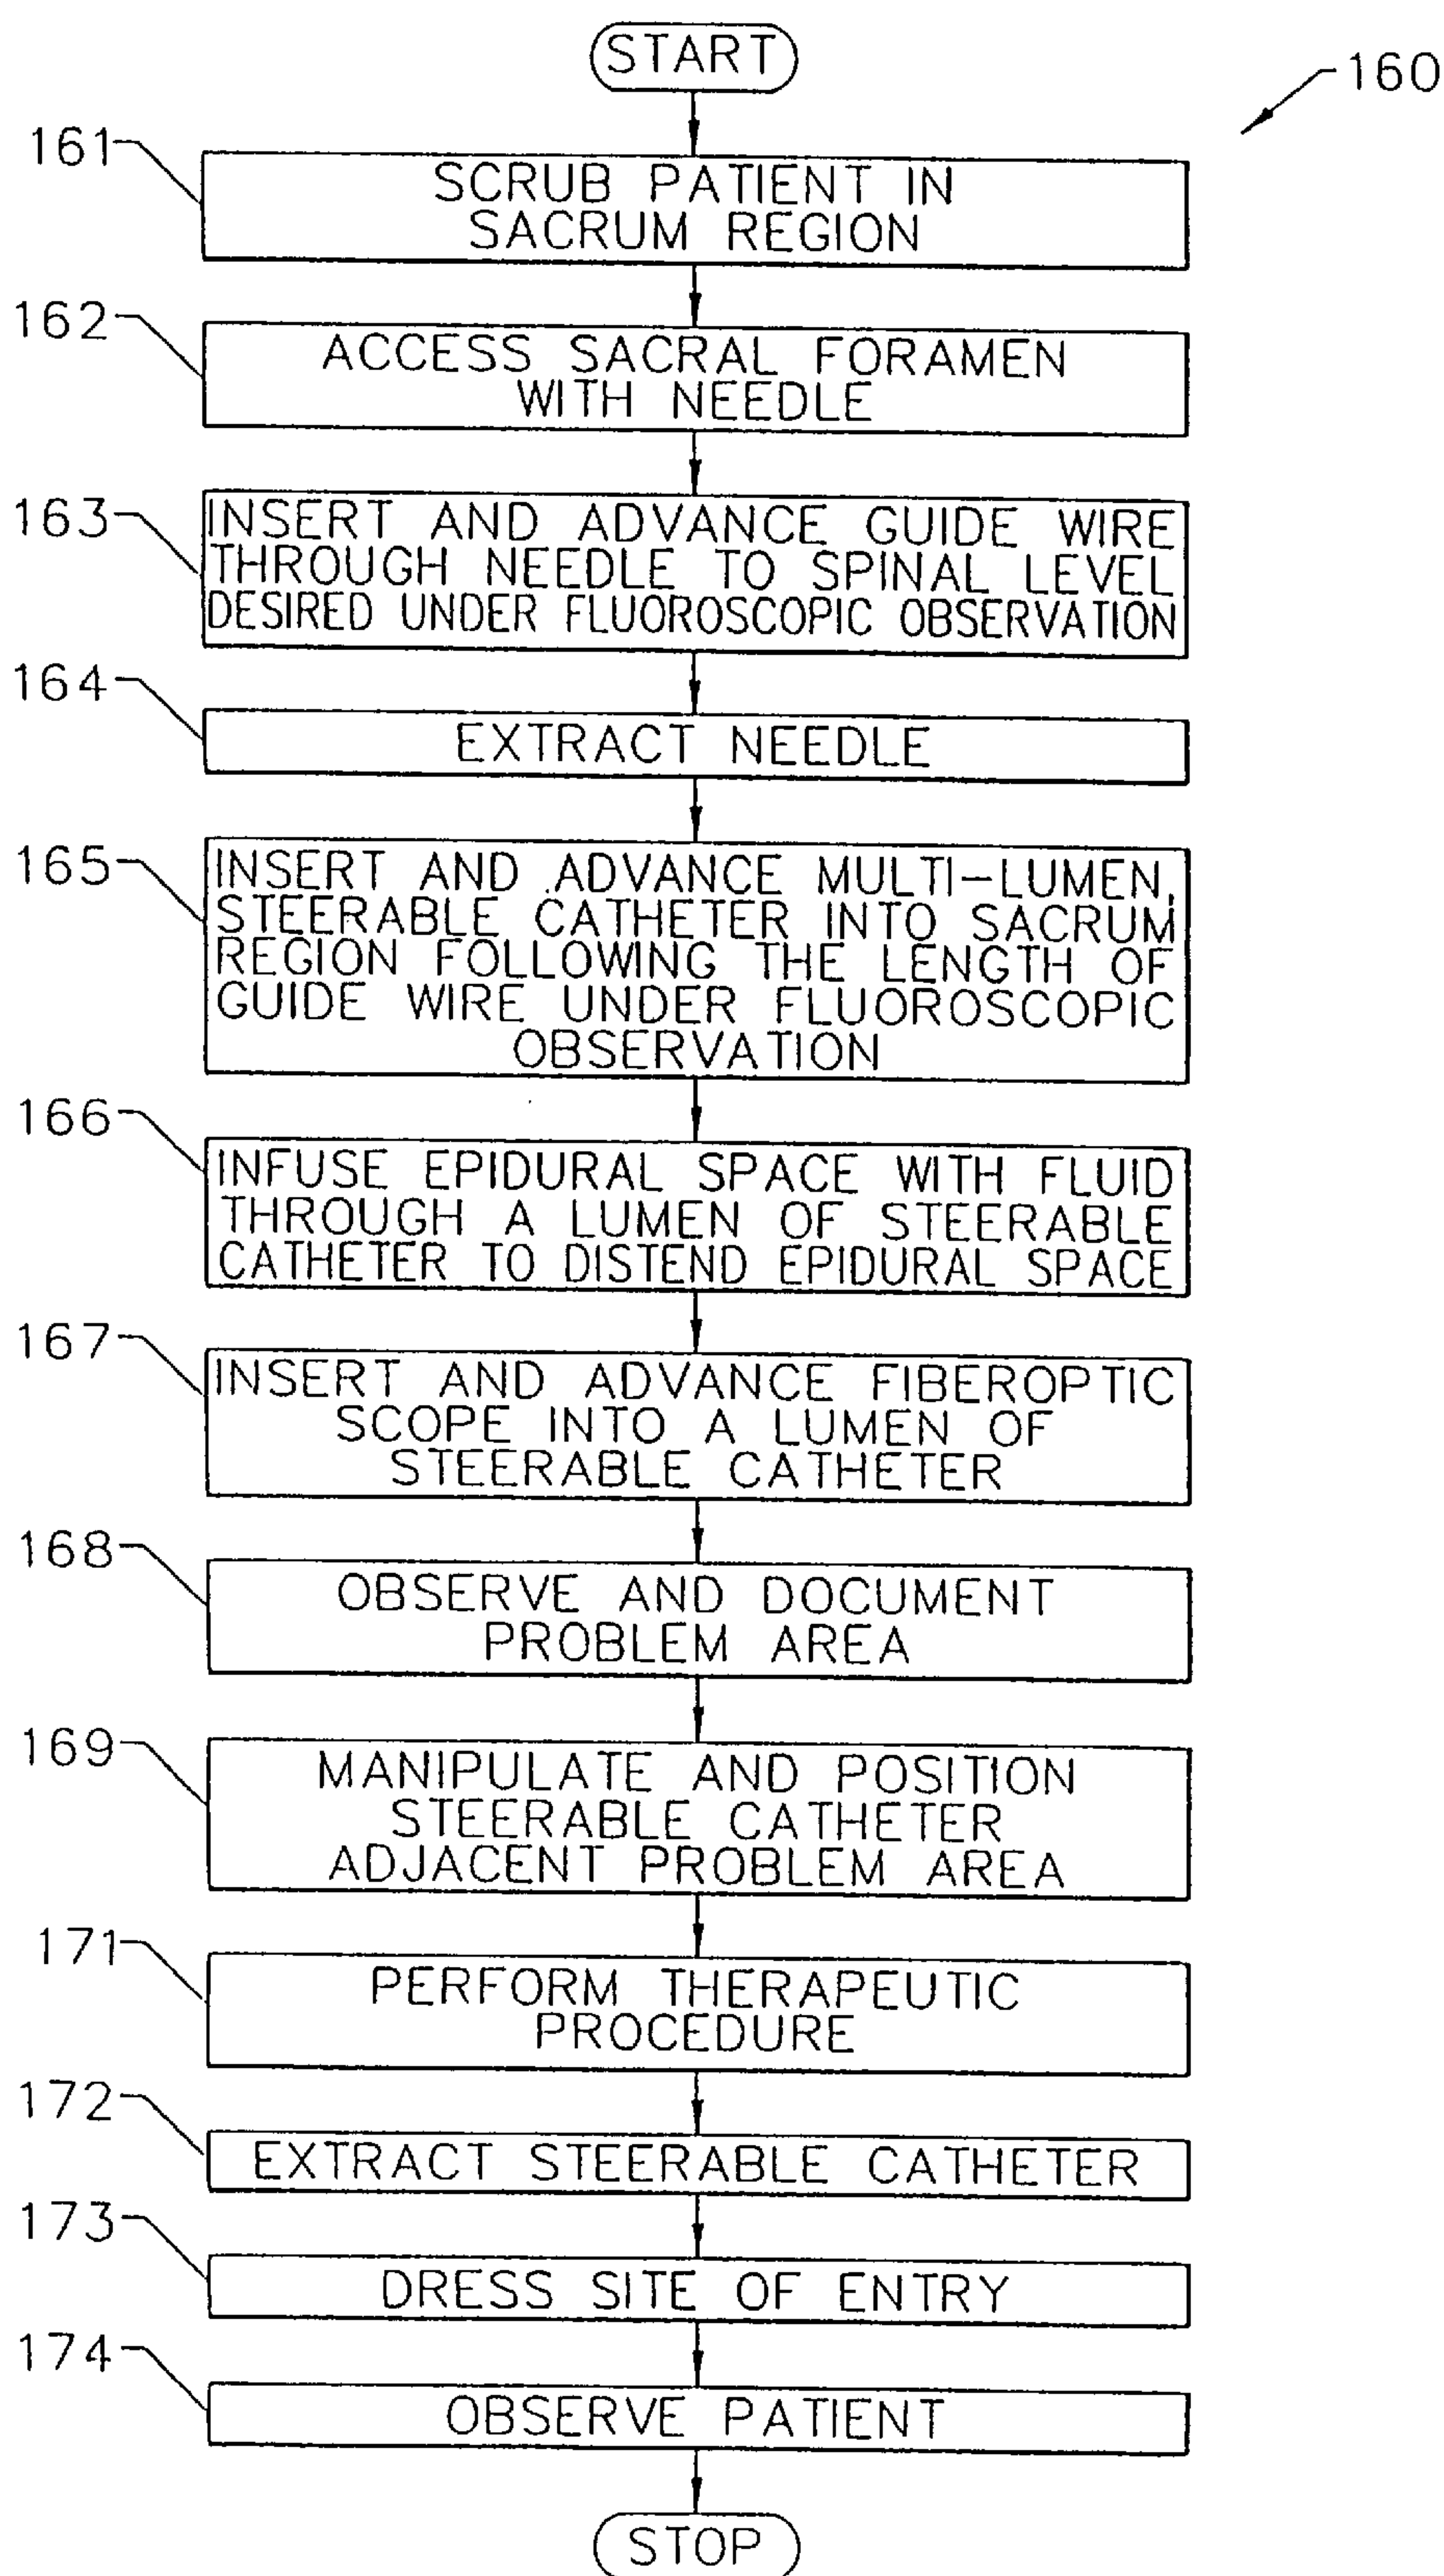 START
160
161
SCRUB PATIENT IN
SACRUM REGION
162
ACCESS SACRAL FORAMEN
WITH NEEDLE
163
INSERT AND ADVANCE GUIDE WIRE
THROUGH NEEDLE TO SPINAL LEVEL
DESIRED UNDER FLUOROSCOPIC OBSERVATION
164
EXTRACT NEEDLE
165
INSERT AND ADVANCE MULTI-LUMEN,
STEERABLE CATHETER INTO SACRUM
REGION FOLLOWING THE LENGTH OF
GUIDE WIRE UNDER FLUOROSCOPIC
OBSERVATION
166
INFUSE EPIDURAL SPACE WITH FLUID
THROUGH A LUMEN OF STEERABLE
CATHETER TO DISTEND EPIDURAL SPACE
167
INSERT AND ADVANCE FIBEROPTIC
SCOPE INTO A LUMEN OF
STEERABLE CATHETER
168
OBSERVE AND DOCUMENT
PROBLEM AREA
169
MANIPULATE AND POSITION
STEERABLE CATHETER
ADJACENT PROBLEM AREA
171
PERFORM THERAPEUTIC
PROCEDURE
172
EXTRACT STEERABLE CATHETER
173
DRESS SITE OF ENTRY
174
OBSERVE PATIENT
STOP